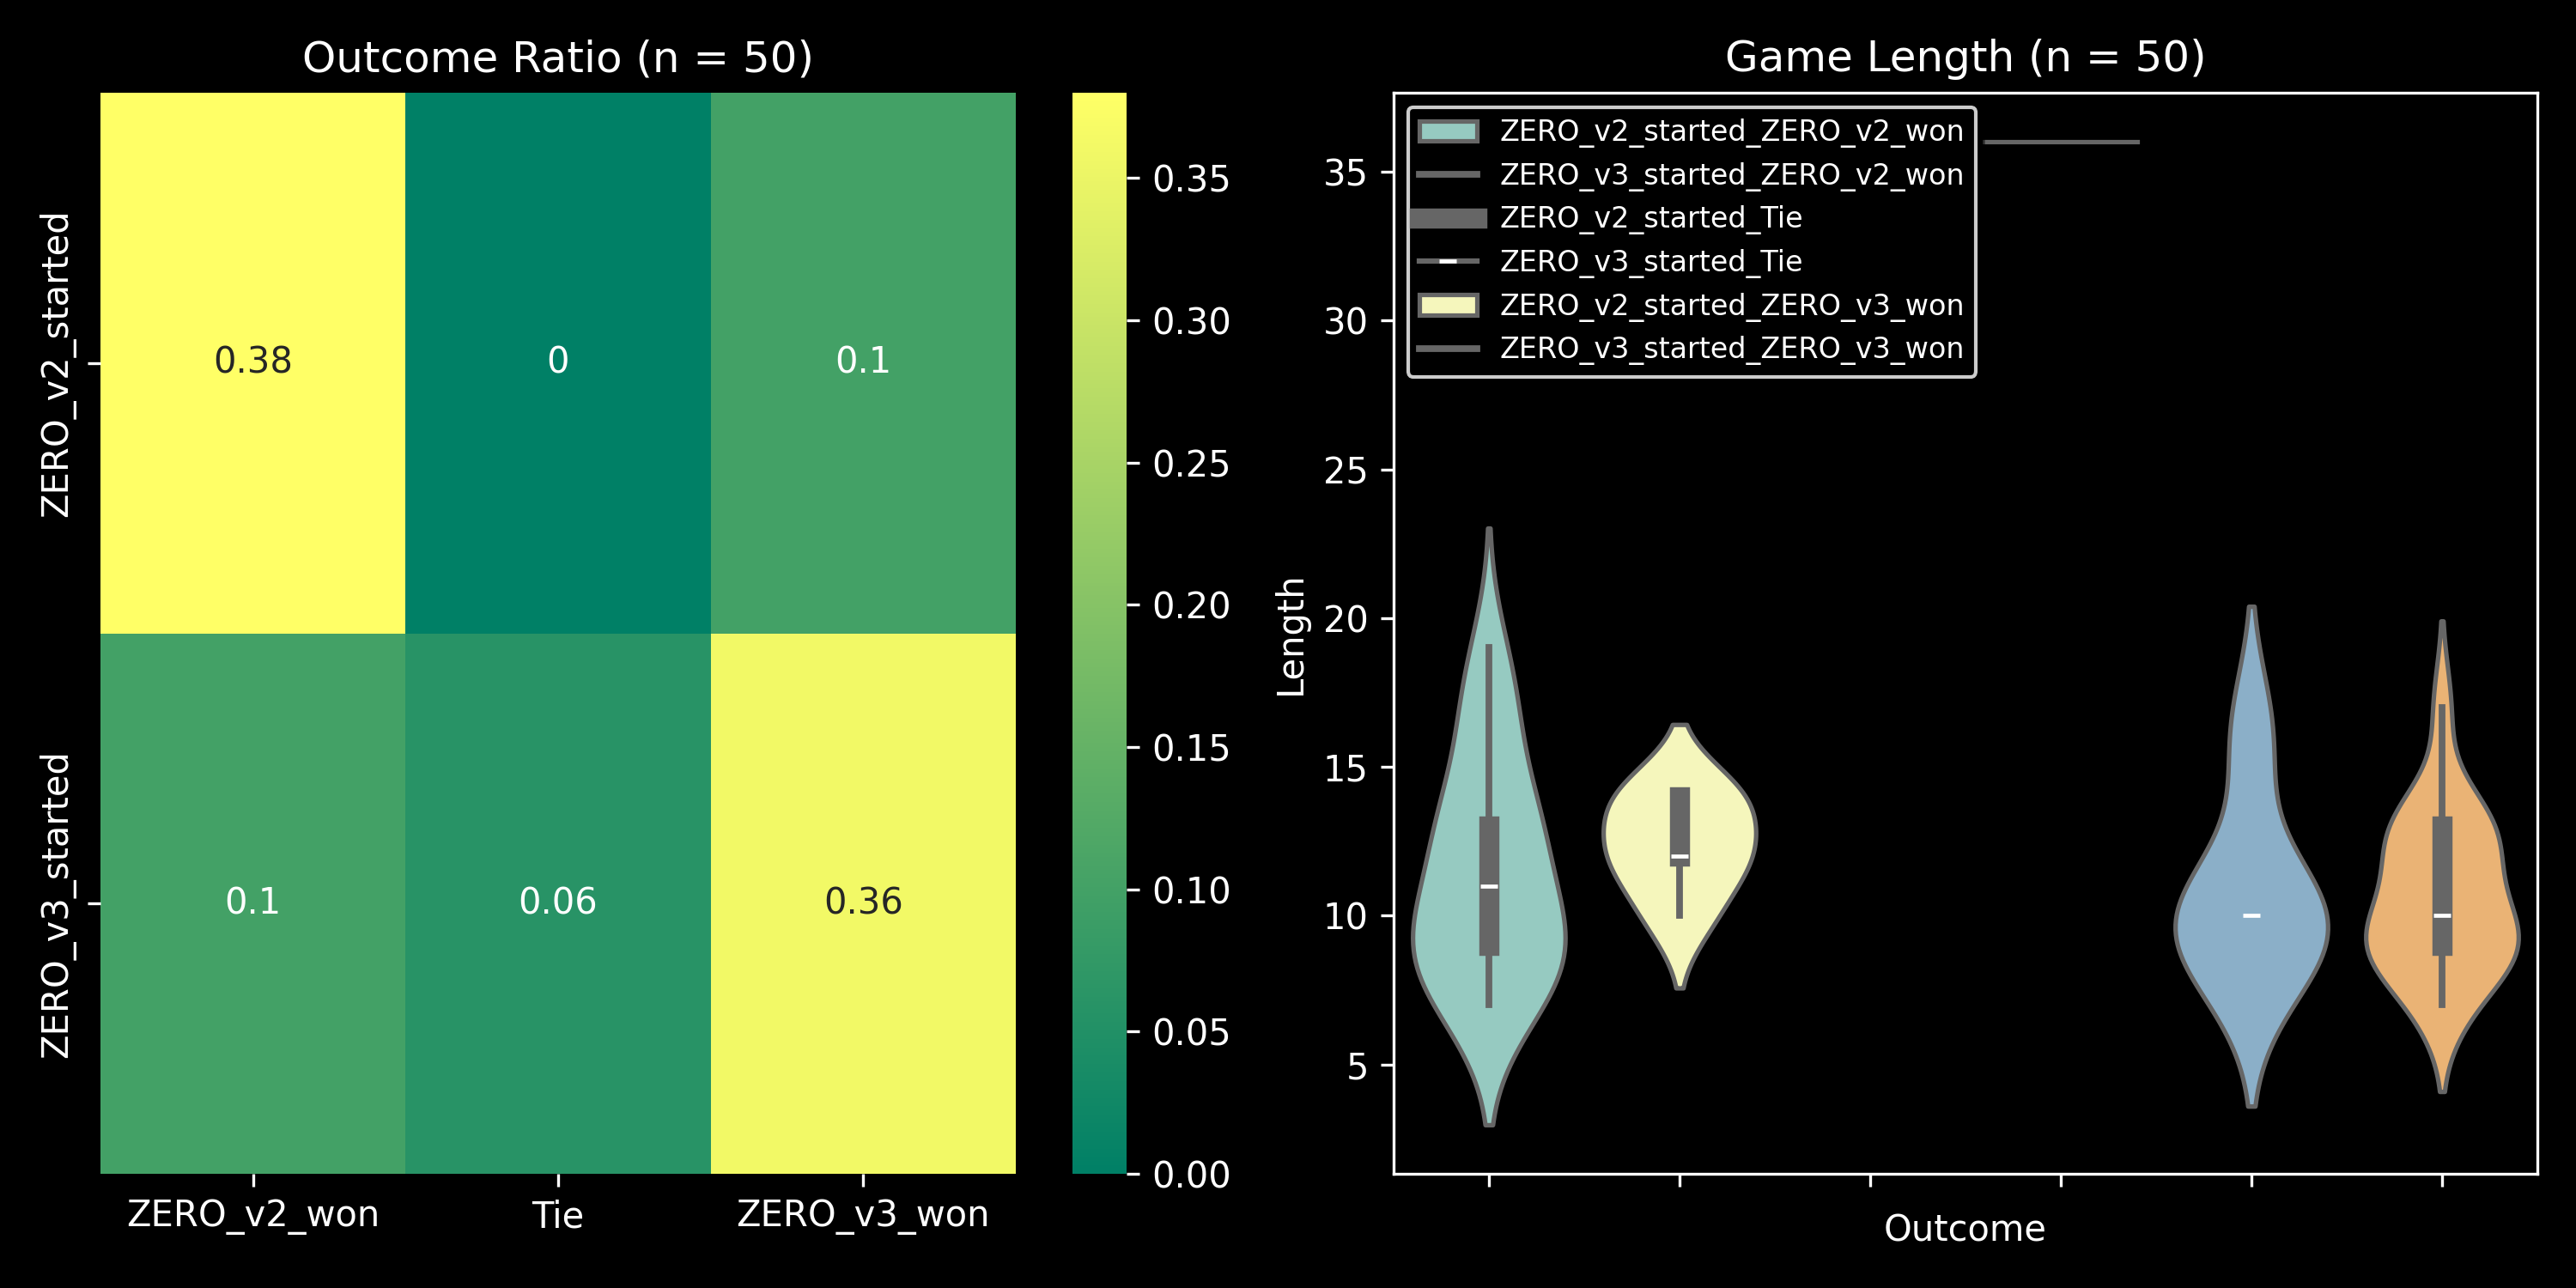 Outcome Ratio (n = 50)
ZERO_v2_started
ZERO_v3_started
0.38
0
0.1
0.1
0.06
0.36
ZERO_v2_won
Tie
ZERO_v3_won
0.35
0.30
0.25
0.20
0.15
0.10
0.05
0.00
Game Length (n = 50)
ZERO_v2_started_ZERO_v2_won
ZERO_v3_started_ZERO_v2_won
ZERO_v2_started_Tie
ZERO_v3_started_Tie
ZERO_v2_started_ZERO_v3_won
ZERO_v3_started_ZERO_v3_won
Length
35
30
25
20
15
10
5
Outcome